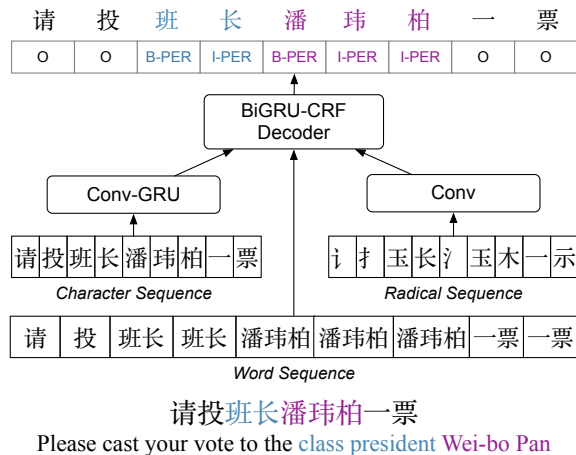 请 投 班 长 潘 玮 柏 一 票
O O B-PER I-PER B-PER I-PER I-PER O O
BiGRU-CRF
Decoder
Conv-GRU
Conv
请 投 班 长 潘 玮 柏 一 票
讠 扌 玉 长 氵 玉 木 一 示
Character Sequence
Radical Sequence
请 投 班长 班长 潘玮柏 潘玮柏 潘玮柏 一票 一票
Word Sequence
请投班长潘玮柏一票
Please cast your vote to the class president Wei-bo Pan